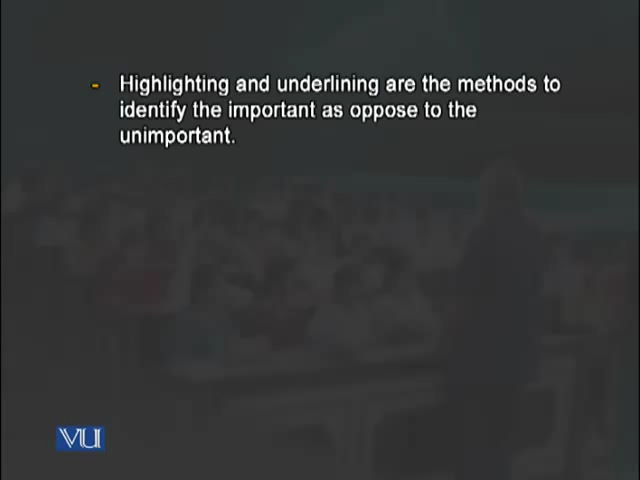 - Highlighting and underlining are the methods to
identify the important as oppose to the
unimportant.
VU